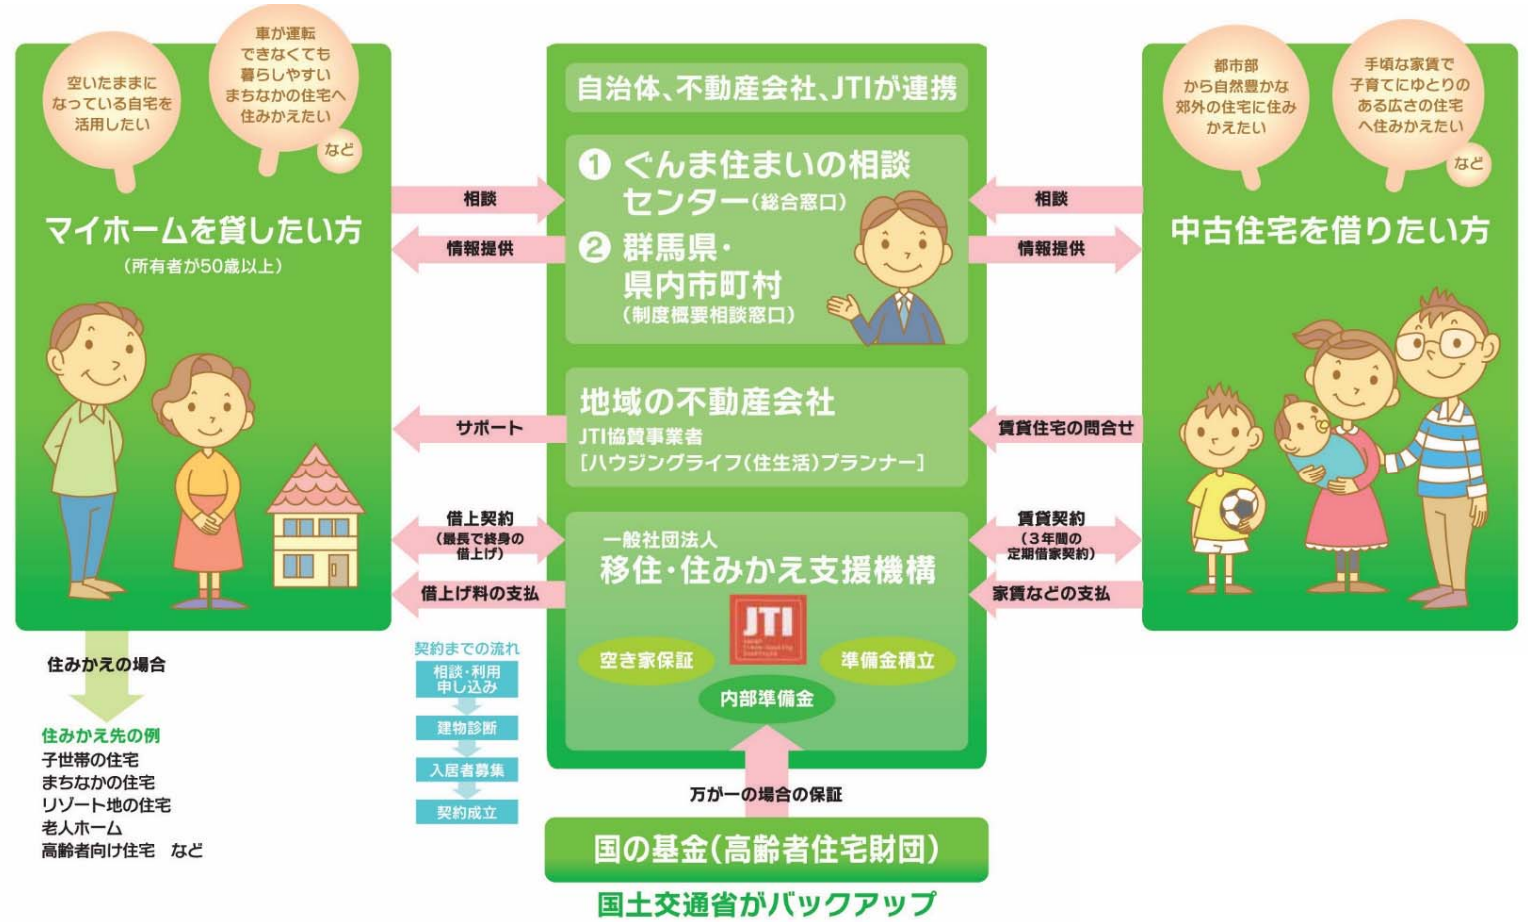 空いたままに
なっている自宅を
活用したい
車が運転
できなくても
暮らしやすい
まちなかの住宅へ
住みかえたい
など
マイホームを貸したい方
(所有者が50歳以上)
相談
情報提供
サポート
借上契約
(最長で終身の
借上げ)
借上げ料の支払
住みかえの場合
住みかえ先の例
子世帯の住宅
まちなかの住宅
リゾート地の住宅
老人ホーム
高齢者向け住宅 など
契約までの流れ
相談・利用
申し込み
建物診断
入居者募集
契約成立
自治体、不動産会社、JTIが連携
❶ ぐんま住まいの相談
センター(総合窓口)
❷ 群馬県・
県内市町村
(制度概要相談窓口)
地域の不動産会社
JTI協賛事業者
[ハウジングライフ(住生活)プランナー]
一般社団法人
移住・住みかえ支援機構
JTI
空き家保証
準備金積立
内部準備金
万が一の場合の保証
国の基金(高齢者住宅財団)
国土交通省がバックアップ
相談
情報提供
賃貸住宅の問合せ
賃貸契約
(3年間の
定期借家契約)
家賃などの支払
都市部
から自然豊かな
郊外の住宅に住み
かえたい
手頃な家賃で
子育てにゆとりの
ある広さの住宅
へ住みかえたい
など
中古住宅を借りたい方